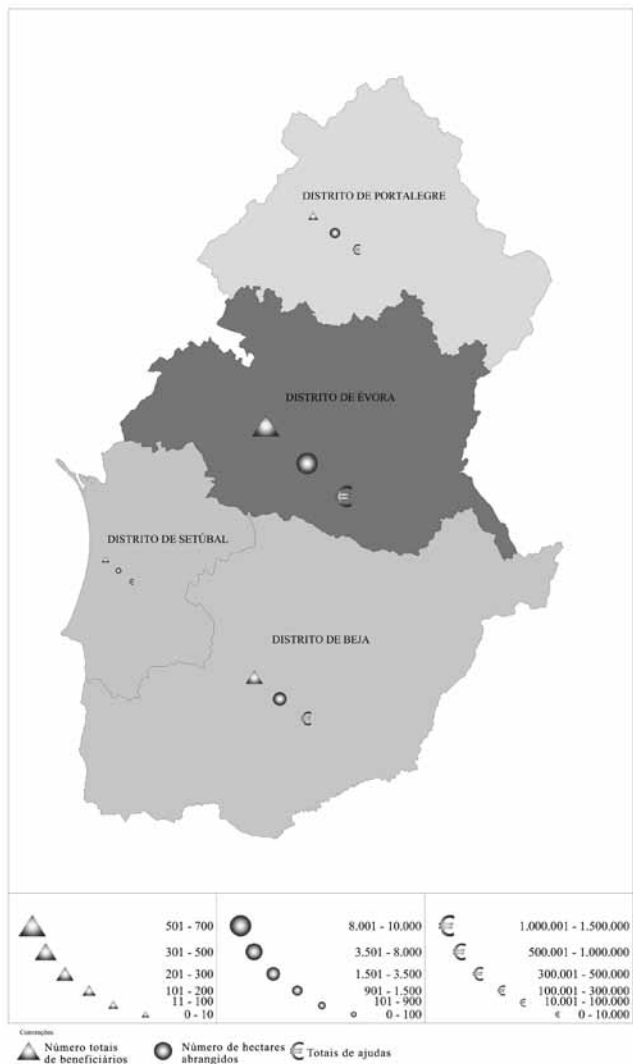 DISTRITO DE PORTALEGRE
DISTRITO DE ÉVORA
DISTRITO DE SETÚBAL
DISTRITO DE BEJA
501 - 700
301 - 500
201 - 300
101 - 200
11 - 100
0 - 10
8.001 - 10.000
3.501 - 8.000
1.501 - 3.500
901 - 1.500
101 - 900
0 - 100
1.000.001 - 1.500.000
500.001 - 1.000.000
300.001 - 500.000
100.001 - 300.000
10.001 - 100.000
0 - 10.000
Convenções
Número totais
de beneficiários
Número de hectares
abrangidos
Totais de ajudas